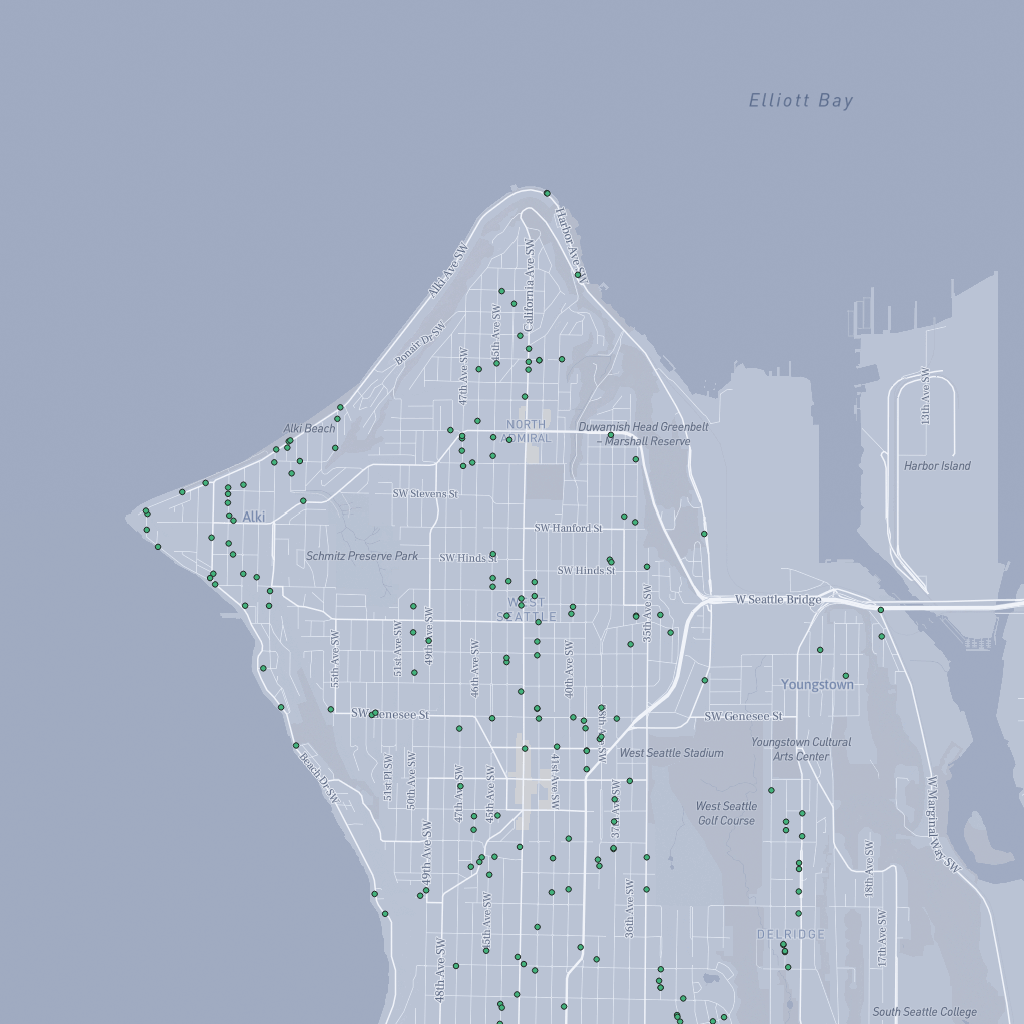 Elliott Bay
Harbor Ave SW
Alki Ave SW
California Ave SW
45th Ave SW
Bonair Dr SW
47th Ave SW
13th Ave SW
Alki Beach
NORTH
ADMIRAL
Duwamish Head Greenbelt
– Marshall Reserve
Harbor Island
SW Stevens St
Alki
SW Hanford St
Schmitz Preserve Park
SW Hinds St
SW Hinds St
35th Ave SW
W Seattle Bridge
WEST
SEATTLE
55th Ave SW
51st Ave SW
49th Ave SW
46th Ave SW
40th Ave SW
Youngstown
SW Genesee St
SW Genesee St
West Seattle Stadium
Youngstown Cultural
Arts Center
Beach Dr SW
51st Pl SW
50th Ave SW
47th Ave SW
45th Ave SW
41st Ave SW
37th Ave SW
West Seattle
Golf Course
W Marginal Way SW
49th Ave SW
18th Ave SW
45th Ave SW
36th Ave SW
17th Ave SW
DELRIDGE
48th Ave SW
South Seattle College